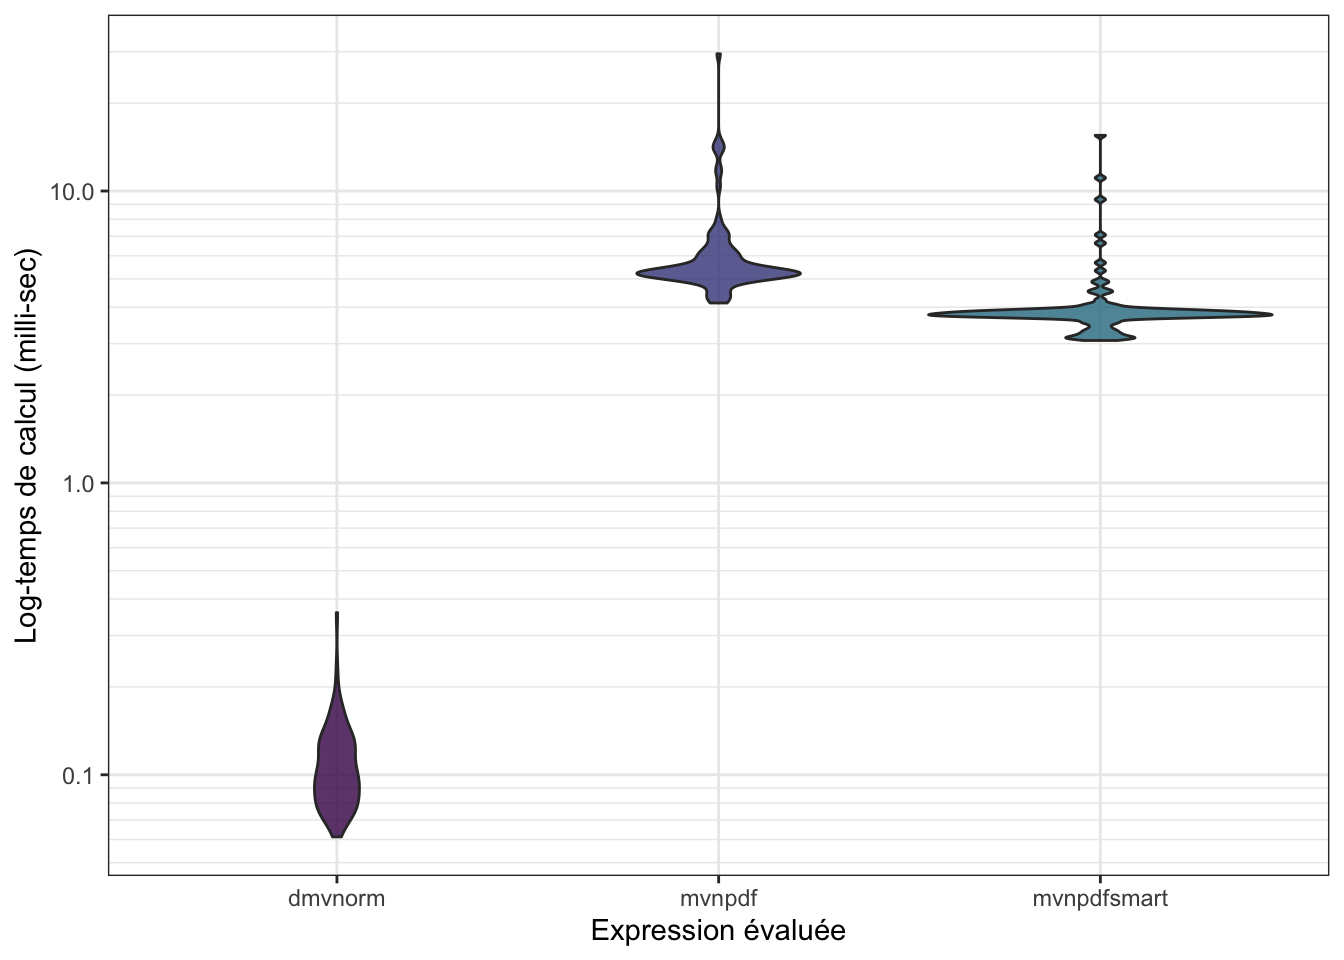 Log-temps de calcul (milli-sec)
10.0
1.0
0.1
dmvnorm mvnpdf mvnpdfsmart
Expression évaluée